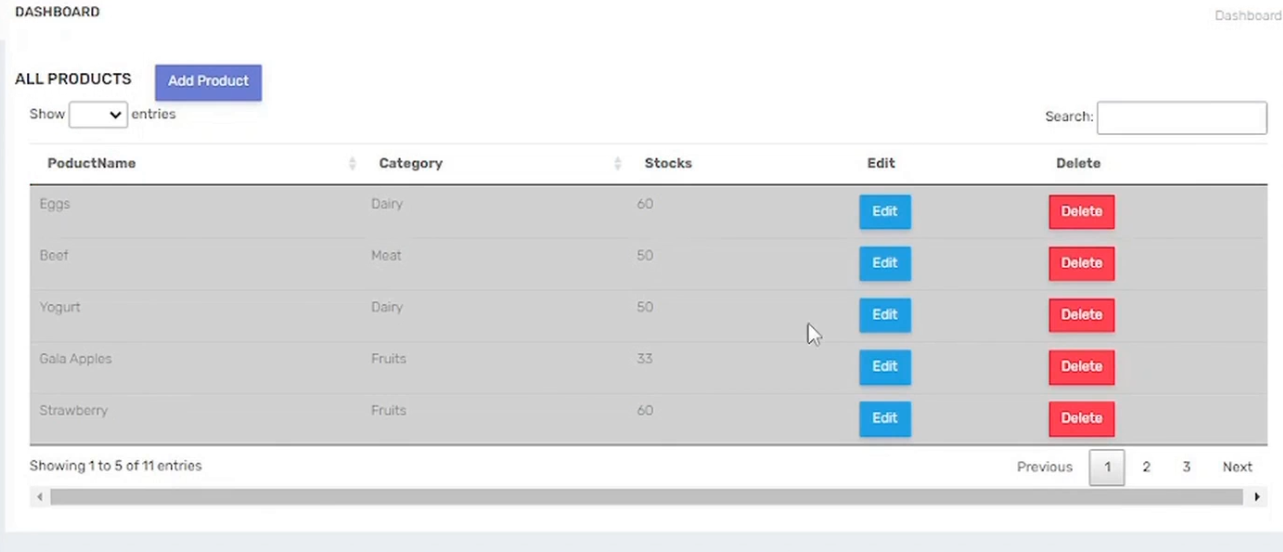 DASHBOARD
Dashboard
ALL PRODUCTS Add Product
Show entries Search:
PoductName Category Stocks Edit Delete
Eggs Dairy 60 Edit Delete
Beef Meat 50 Edit Delete
Yogurt Dairy 50 Edit Delete
Gala Apples Fruits 33 Edit Delete
Strawberry Fruits 60 Edit Delete
Showing 1 to 5 of 11 entries Previous 1 2 3 Next